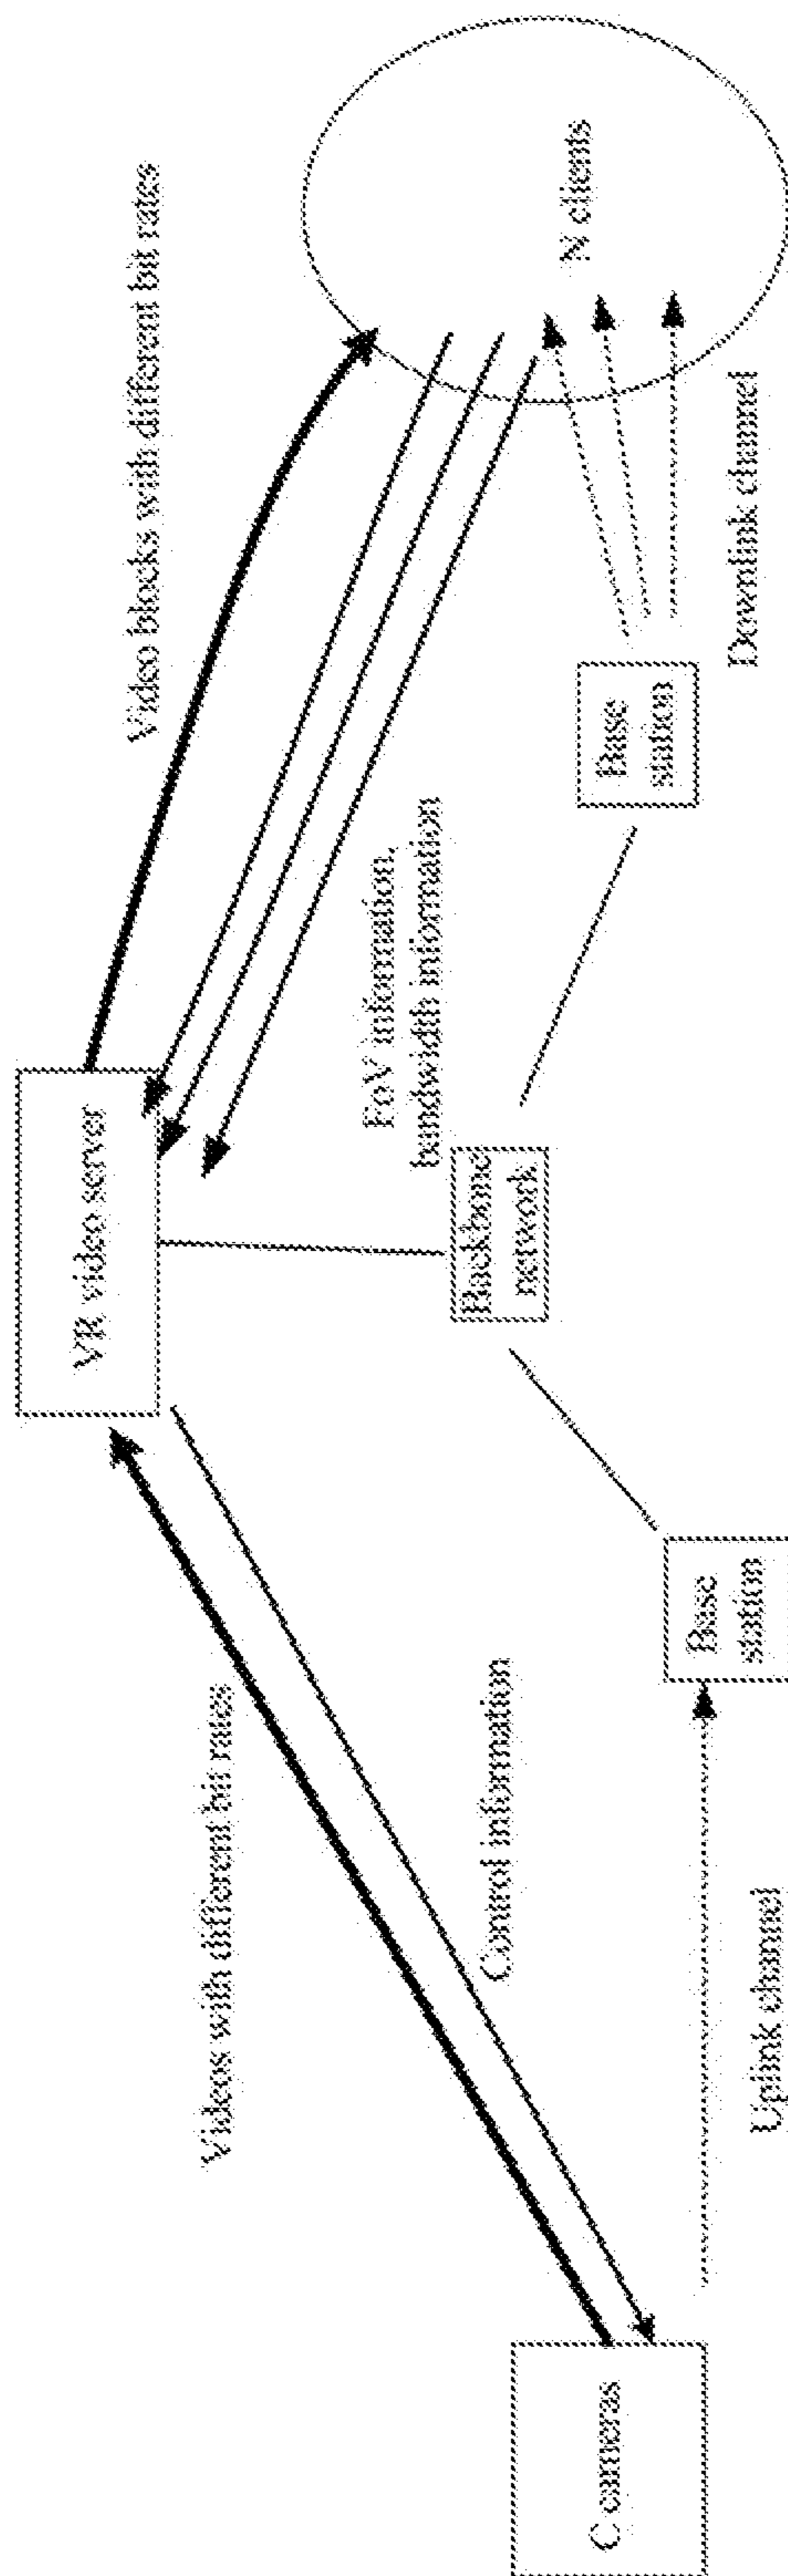 VR video server
Video blocks with different bit rates
Videos with different bit rates
Control information
FoV information,
bandwidth information
Backbone
network
N clients
Base
station
Downlink channel
C cameras
Base
station
Uplink channel